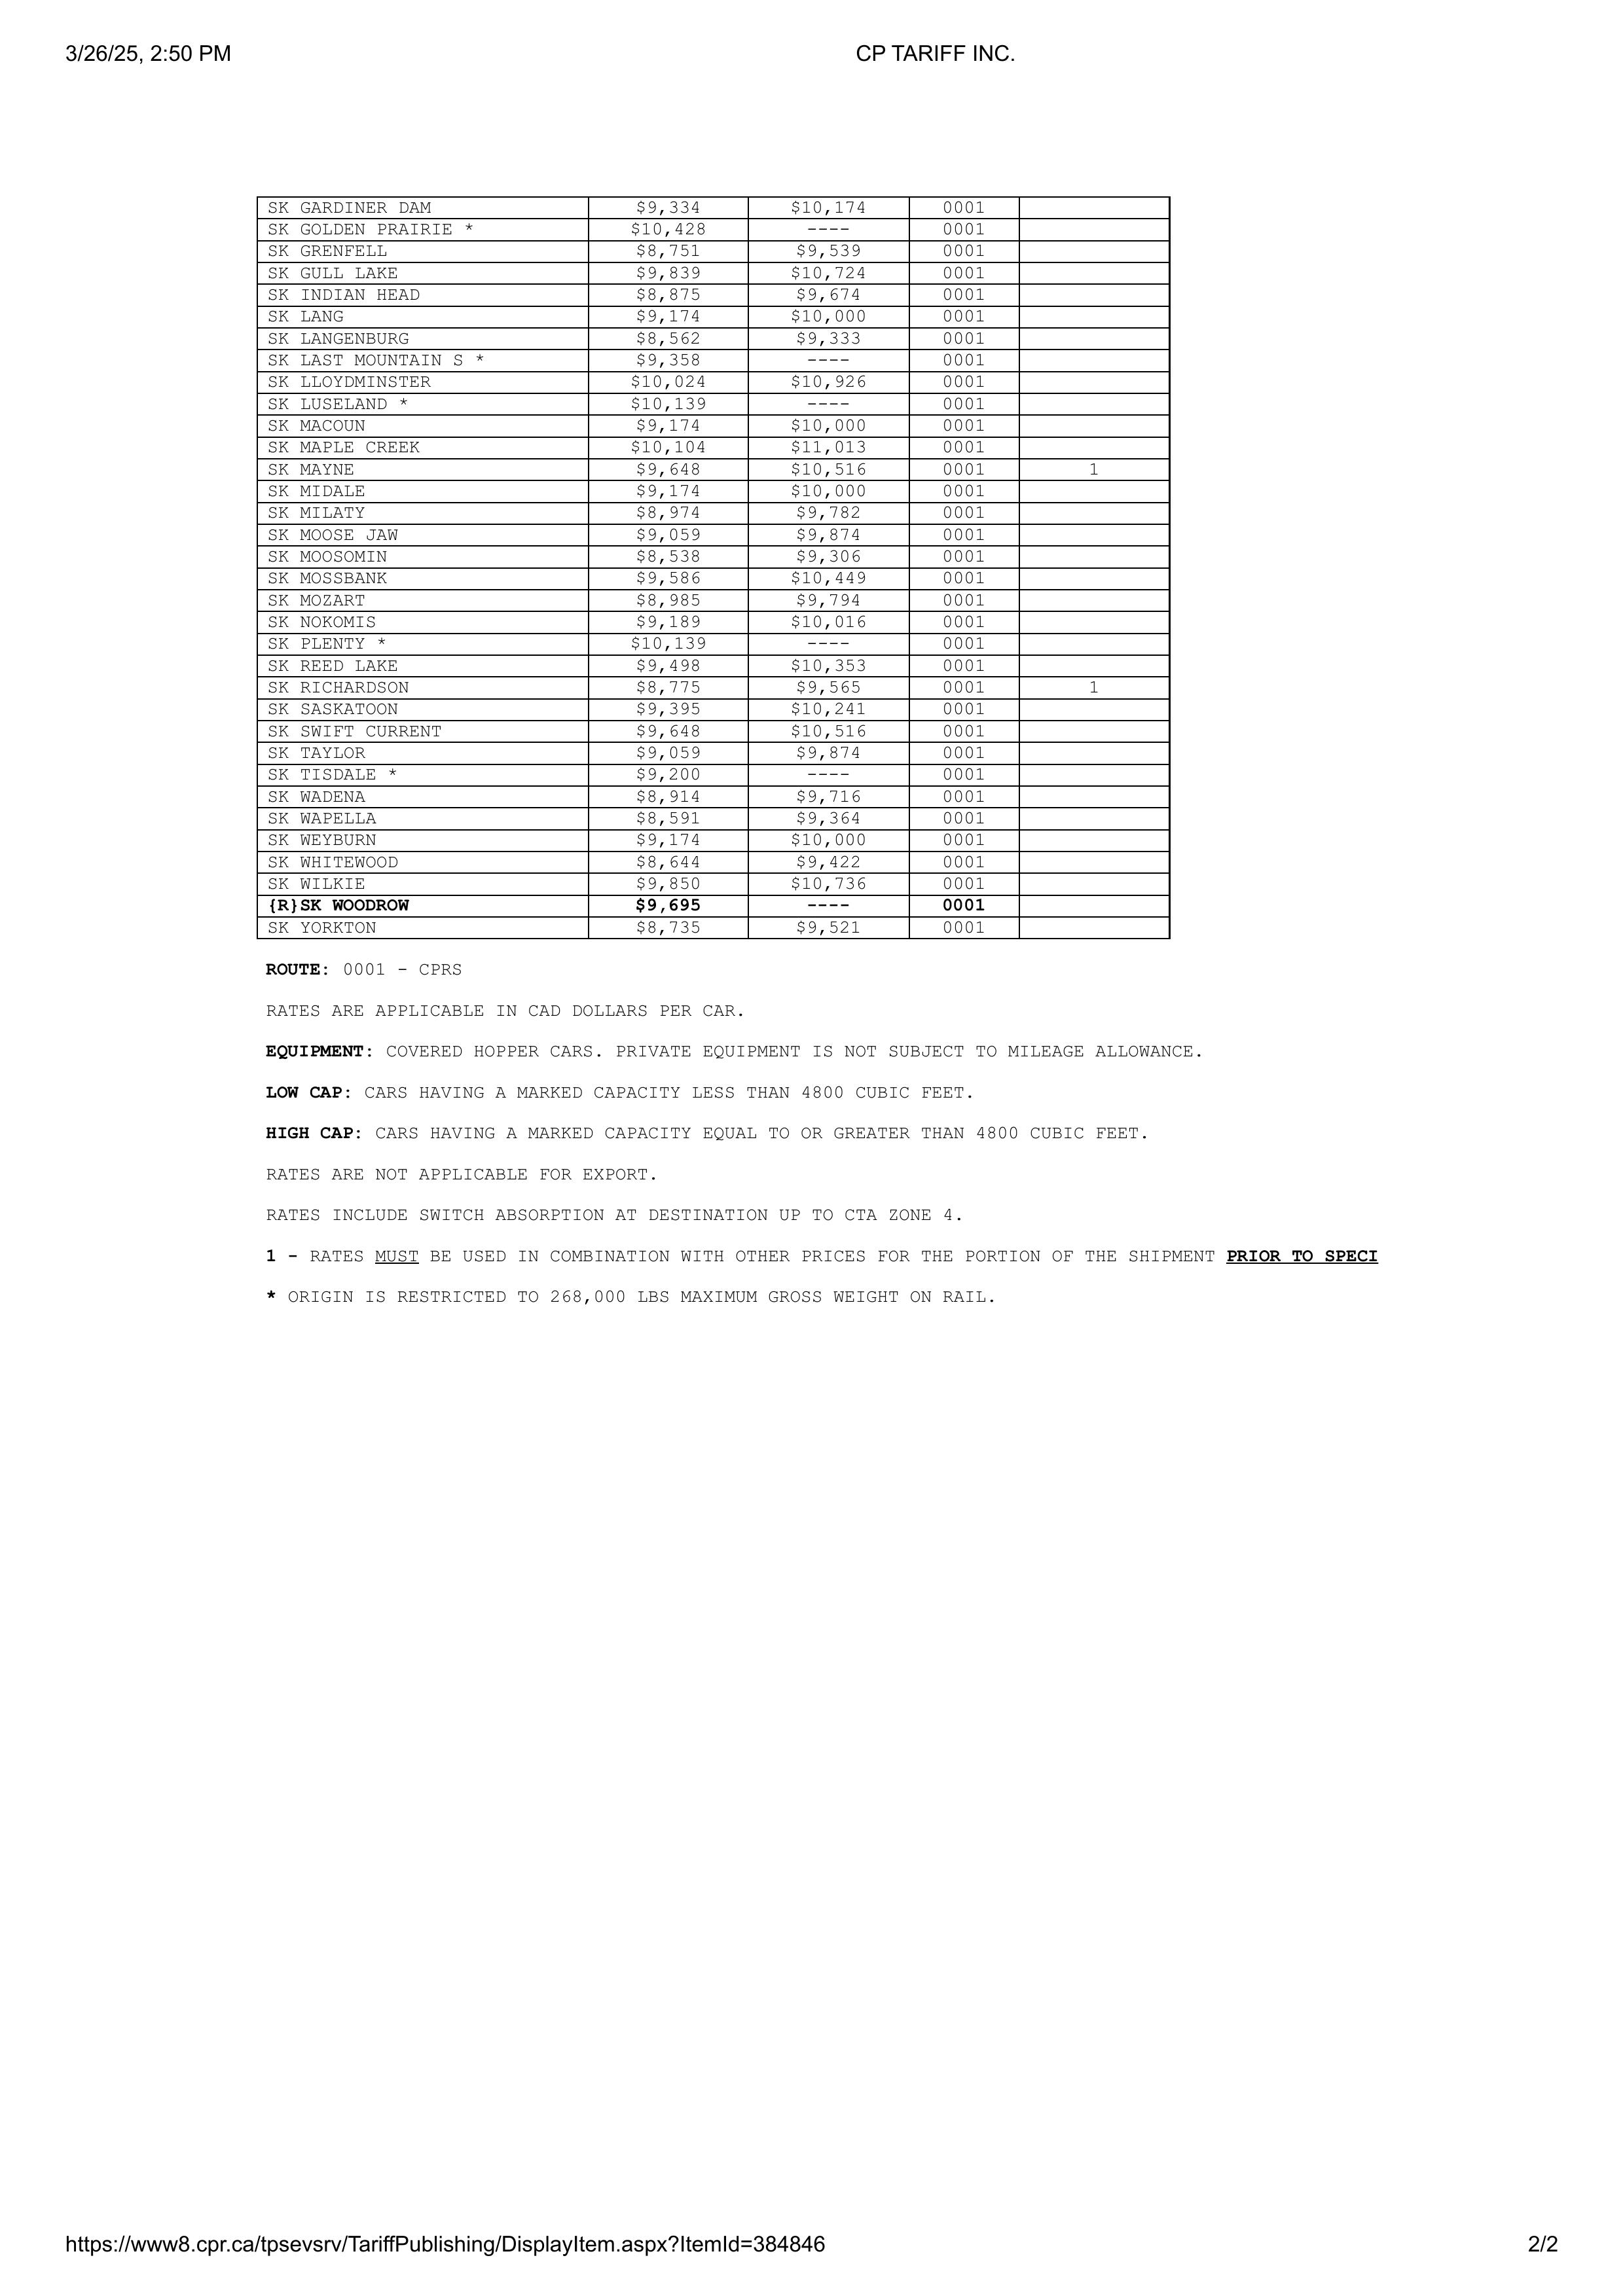 3/26/25, 2:50 PM CP TARIFF INC.
SK GARDINER DAM $9,334 $10,174 0001
SK GOLDEN PRAIRIE * $10,428 ---- 0001
SK GRENFELL $8,751 $9,539 0001
SK GULL LAKE $9,839 $10,724 0001
SK INDIAN HEAD $8,875 $9,674 0001
SK LANG $9,174 $10,000 0001
SK LANGENBURG $8,562 $9,333 0001
SK LAST MOUNTAIN S * $9,358 ---- 0001
SK LLOYDMINSTER $10,024 $10,926 0001
SK LUSELAND * $10,139 ---- 0001
SK MACOUN $9,174 $10,000 0001
SK MAPLE CREEK $10,104 $11,013 0001
SK MAYNE $9,648 $10,516 0001 1
SK MIDALE $9,174 $10,000 0001
SK MILATY $8,974 $9,782 0001
SK MOOSE JAW $9,059 $9,874 0001
SK MOOSOMIN $8,538 $9,306 0001
SK MOSSBANK $9,586 $10,449 0001
SK MOZART $8,985 $9,794 0001
SK NOKOMIS $9,189 $10,016 0001
SK PLENTY * $10,139 ---- 0001
SK REED LAKE $9,498 $10,353 0001
SK RICHARDSON $8,775 $9,565 0001 1
SK SASKATOON $9,395 $10,241 0001
SK SWIFT CURRENT $9,648 $10,516 0001
SK TAYLOR $9,059 $9,874 0001
SK TISDALE * $9,200 ---- 0001
SK WADENA $8,914 $9,716 0001
SK WAPELLA $8,591 $9,364 0001
SK WEYBURN $9,174 $10,000 0001
SK WHITEWOOD $8,644 $9,422 0001
SK WILKIE $9,850 $10,736 0001
{R}SK WOODROW $9,695 ---- 0001
SK YORKTON $8,735 $9,521 0001
ROUTE: 0001 - CPRS
RATES ARE APPLICABLE IN CAD DOLLARS PER CAR.
EQUIPMENT: COVERED HOPPER CARS. PRIVATE EQUIPMENT IS NOT SUBJECT TO MILEAGE ALLOWANCE.
LOW CAP: CARS HAVING A MARKED CAPACITY LESS THAN 4800 CUBIC FEET.
HIGH CAP: CARS HAVING A MARKED CAPACITY EQUAL TO OR GREATER THAN 4800 CUBIC FEET.
RATES ARE NOT APPLICABLE FOR EXPORT.
RATES INCLUDE SWITCH ABSORPTION AT DESTINATION UP TO CTA ZONE 4.
1 - RATES MUST BE USED IN COMBINATION WITH OTHER PRICES FOR THE PORTION OF THE SHIPMENT PRIOR TO SPECI
* ORIGIN IS RESTRICTED TO 268,000 LBS MAXIMUM GROSS WEIGHT ON RAIL.
https://www8.cpr.ca/tpsevsrv/TariffPublishing/DisplayItem.aspx?ItemId=384846 2/2